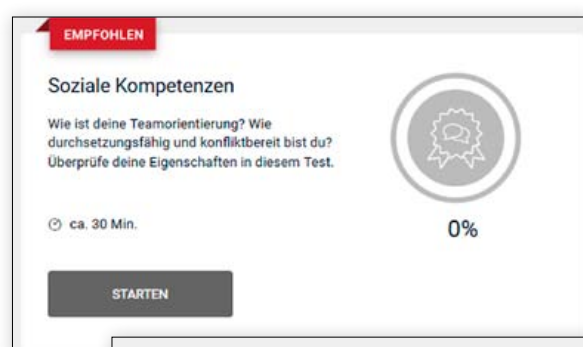 EMPFOHLEN
Soziale Kompetenzen
Wie ist deine Teamorientierung? Wie
durchsetzungsfähig und konfliktbereit bist du?
Überprüfe deine Eigenschaften in diesem Test.
ca. 30 Min.
0%
STARTEN